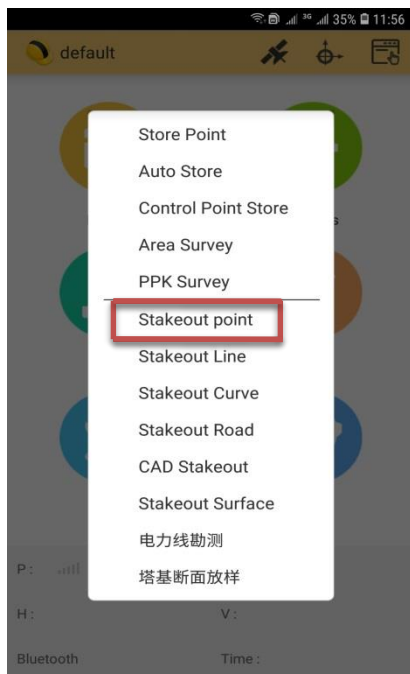 3G 35% 11:56
default
Store Point
Auto Store
Control Point Store
s
Area Survey
PPK Survey
Stakeout point
Stakeout Line
Stakeout Curve
Stakeout Road
CAD Stakeout
Stakeout Surface
电力线勘测
塔基断面放样
P :
H : V :
Bluetooth Time :